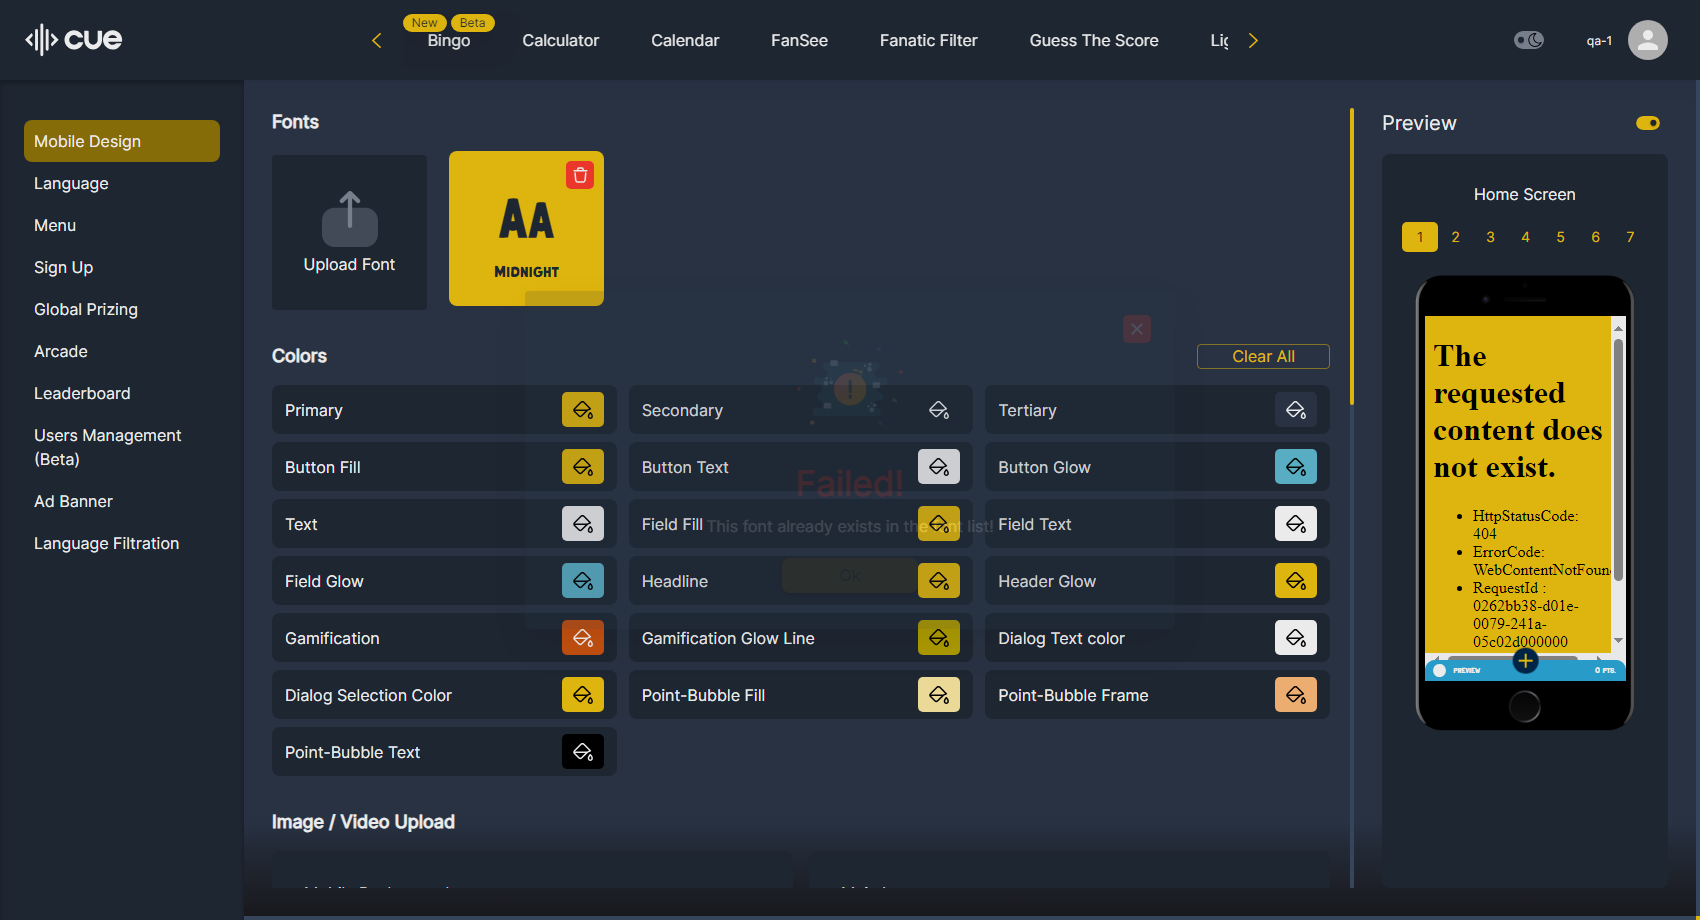 cue
New
Beta
Bingo
Calculator
Calendar
FanSee
Fanatic Filter
Guess The Score
Lig
qa-1
Mobile Design
Language
Menu
Sign Up
Global Prizing
Arcade
Leaderboard
Users Management
(Beta)
Ad Banner
Language Filtration
Fonts
Upload Font
AA
MIDNIGHT
Colors
Clear All
Primary
Secondary
Tertiary
Button Fill
Button Text
Button Glow
Text
Field Fill
Field Text
Field Glow
Headline
Header Glow
Gamification
Gamification Glow Line
Dialog Text color
Dialog Selection Color
Point-Bubble Fill
Point-Bubble Frame
Point-Bubble Text
Failed!
This font already exists in the font list!
Ok
Image / Video Upload
Preview
Home Screen
1 2 3 4 5 6 7
The
requested
content does
not exist.
HttpStatusCode:
404
ErrorCode:
WebContentNotFoun
RequestId :
0262bb38-d01e-
0079-241a-
05c02d000000
PREVIEW
0 PTS.